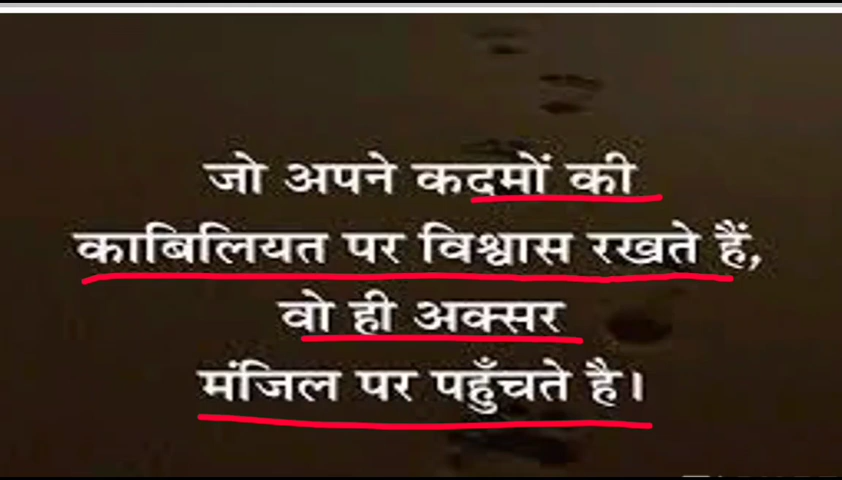 जो अपने कदमों की
काबिलियत पर विश्वास रखते हैं,
वो ही अक्सर
मंजिल पर पहुँचते है।